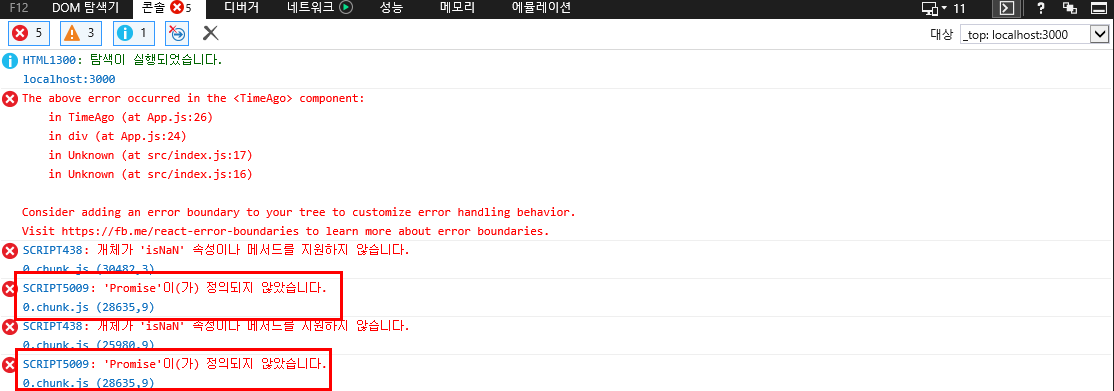 F12 DOM 탐색기 콘솔 5 디버거 네트워크 성능 메모리 에뮬레이션 11 ?
5 3 1 대상 _top: localhost:3000
HTML1300: 탐색이 실행되었습니다.
localhost:3000
The above error occurred in the <TimeAgo> component:
in TimeAgo (at App.js:26)
in div (at App.js:24)
in Unknown (at src/index.js:17)
in Unknown (at src/index.js:16)
Consider adding an error boundary to your tree to customize error handling behavior.
Visit https://fb.me/react-error-boundaries to learn more about error boundaries.
SCRIPT438: 개체가 'isNaN' 속성이나 메서드를 지원하지 않습니다.
0.chunk.js (30482,3)
SCRIPT5009: 'Promise'이(가) 정의되지 않았습니다.
0.chunk.js (28635,9)
SCRIPT438: 개체가 'isNaN' 속성이나 메서드를 지원하지 않습니다.
0.chunk.js (25980,9)
SCRIPT5009: 'Promise'이(가) 정의되지 않았습니다.
0.chunk.js (28635,9)